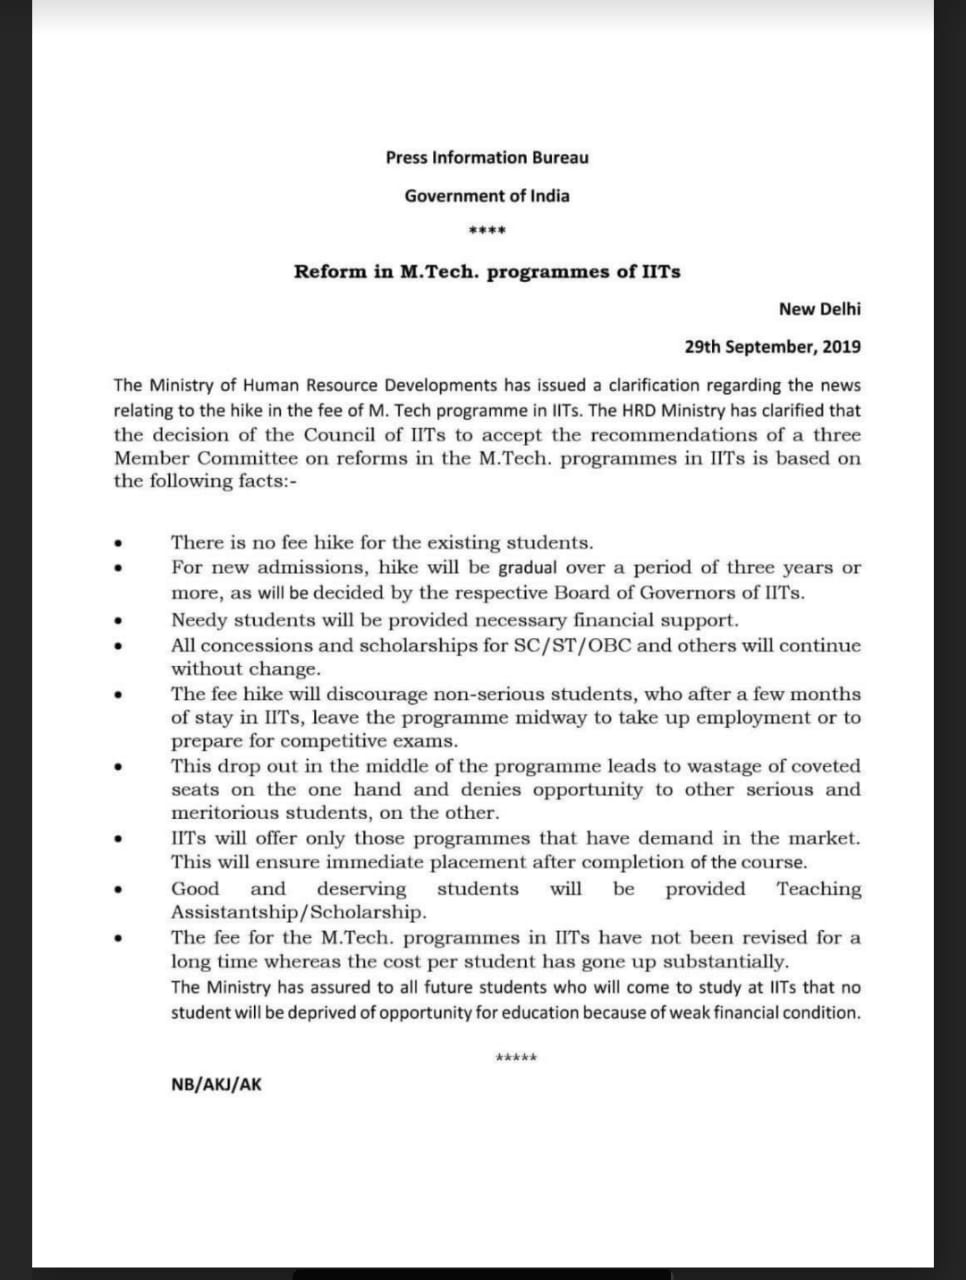 Press Information Bureau
Government of India
****
Reform in M.Tech. programmes of IITs
New Delhi
29th September, 2019
The Ministry of Human Resource Developments has issued a clarification regarding the news
relating to the hike in the fee of M. Tech programme in IITs. The HRD Ministry has clarified that
the decision of the Council of IITs to accept the recommendations of a three
Member Committee on reforms in the M.Tech. programmes in IITs is based on
the following facts:-
• There is no fee hike for the existing students.
• For new admissions, hike will be gradual over a period of three years or
more, as will be decided by the respective Board of Governors of IITs.
• Needy students will be provided necessary financial support.
• All concessions and scholarships for SC/ST/OBC and others will continue
without change.
• The fee hike will discourage non-serious students, who after a few months
of stay in IITs, leave the programme midway to take up employment or to
prepare for competitive exams.
• This drop out in the middle of the programme leads to wastage of coveted
seats on the one hand and denies opportunity to other serious and
meritorious students, on the other.
• IITs will offer only those programmes that have demand in the market.
This will ensure immediate placement after completion of the course.
• Good and deserving students will be provided Teaching
Assistantship/Scholarship.
• The fee for the M.Tech. programmes in IITs have not been revised for a
long time whereas the cost per student has gone up substantially.
The Ministry has assured to all future students who will come to study at IITs that no
student will be deprived of opportunity for education because of weak financial condition.
*****
NB/AKJ/AK